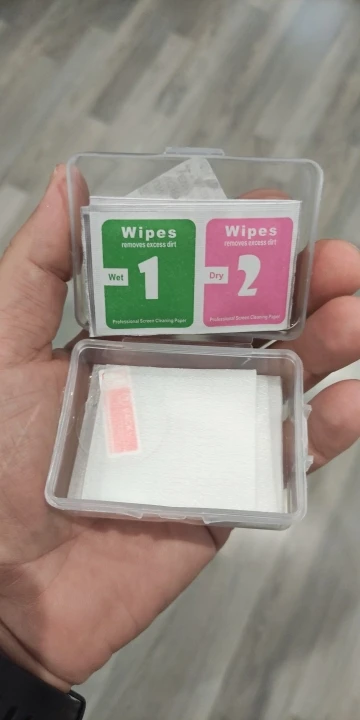 Wipes
removes excess dirt
Wet
1
Professional Screen Cleaning Paper
Wipes
removes excess dirt
Dry
2
Professional Screen Cleaning Paper